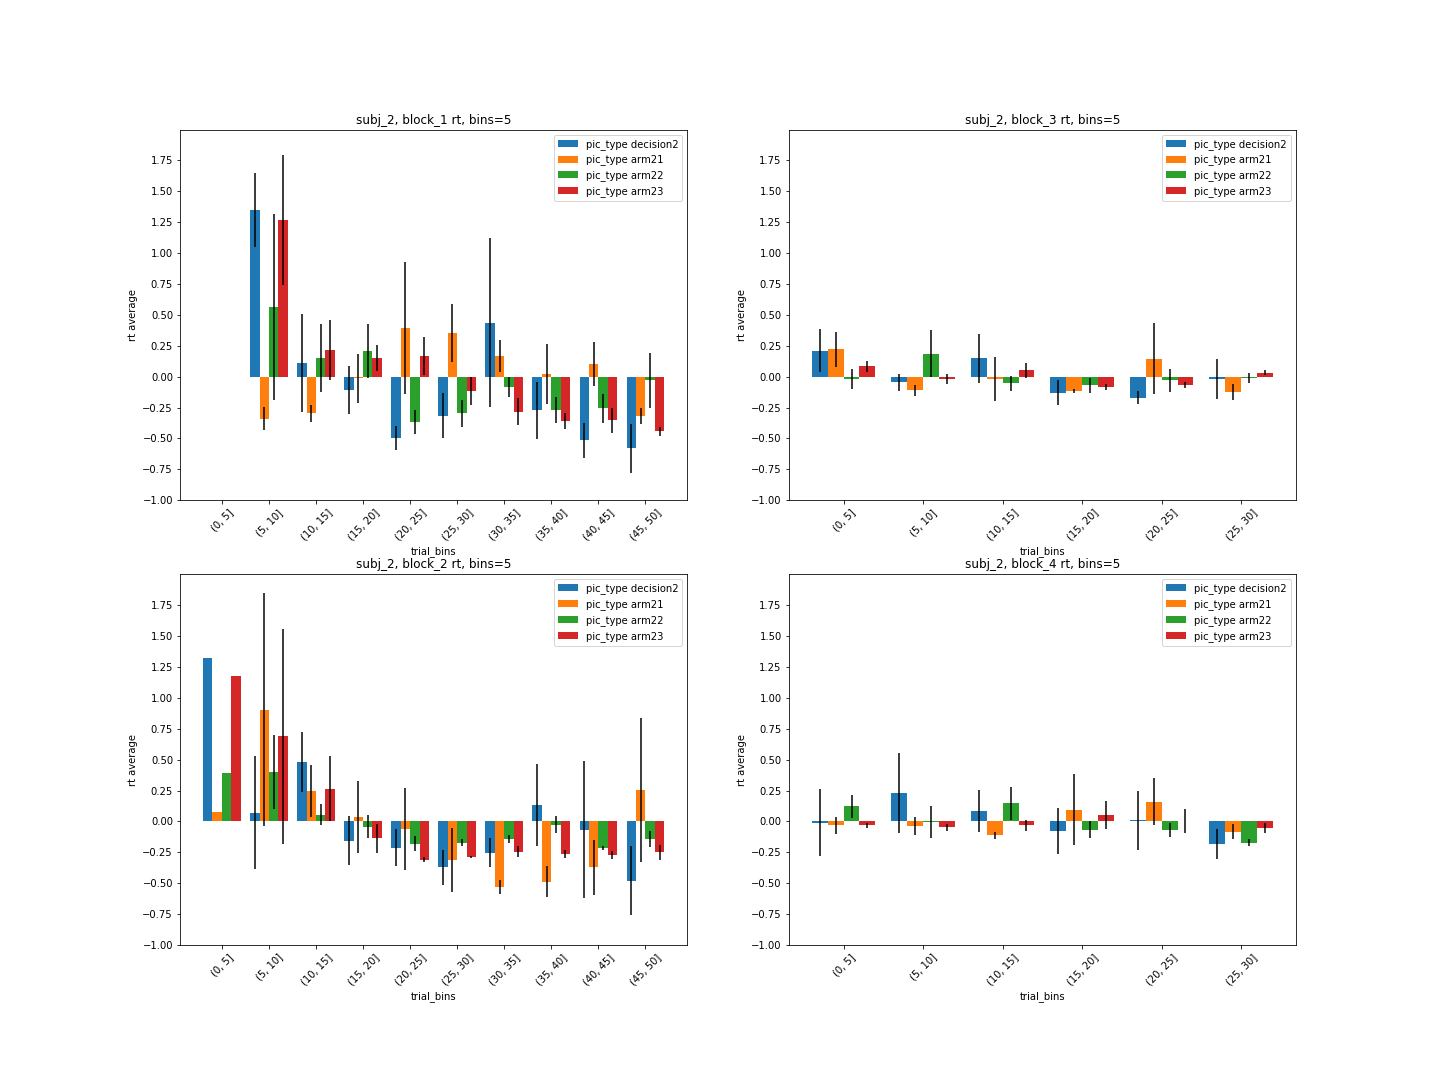 subj_2, block_1 rt, bins=5
pic_type decision2
pic_type arm21
pic_type arm22
pic_type arm23
rt average
1.75
1.50
1.25
1.00
0.75
0.50
0.25
0.00
−0.25
−0.50
−0.75
−1.00
(0, 5]
(5, 10]
(10, 15]
(15, 20]
(20, 25]
(25, 30]
(30, 35]
(35, 40]
(40, 45]
(45, 50]
trial_bins
subj_2, block_3 rt, bins=5
pic_type decision2
pic_type arm21
pic_type arm22
pic_type arm23
rt average
1.75
1.50
1.25
1.00
0.75
0.50
0.25
0.00
−0.25
−0.50
−0.75
−1.00
(0, 5]
(5, 10]
(10, 15]
(15, 20]
(20, 25]
(25, 30]
trial_bins
subj_2, block_2 rt, bins=5
pic_type decision2
pic_type arm21
pic_type arm22
pic_type arm23
rt average
1.75
1.50
1.25
1.00
0.75
0.50
0.25
0.00
−0.25
−0.50
−0.75
−1.00
(0, 5]
(5, 10]
(10, 15]
(15, 20]
(20, 25]
(25, 30]
(30, 35]
(35, 40]
(40, 45]
(45, 50]
trial_bins
subj_2, block_4 rt, bins=5
pic_type decision2
pic_type arm21
pic_type arm22
pic_type arm23
rt average
1.75
1.50
1.25
1.00
0.75
0.50
0.25
0.00
−0.25
−0.50
−0.75
−1.00
(0, 5]
(5, 10]
(10, 15]
(15, 20]
(20, 25]
(25, 30]
trial_bins